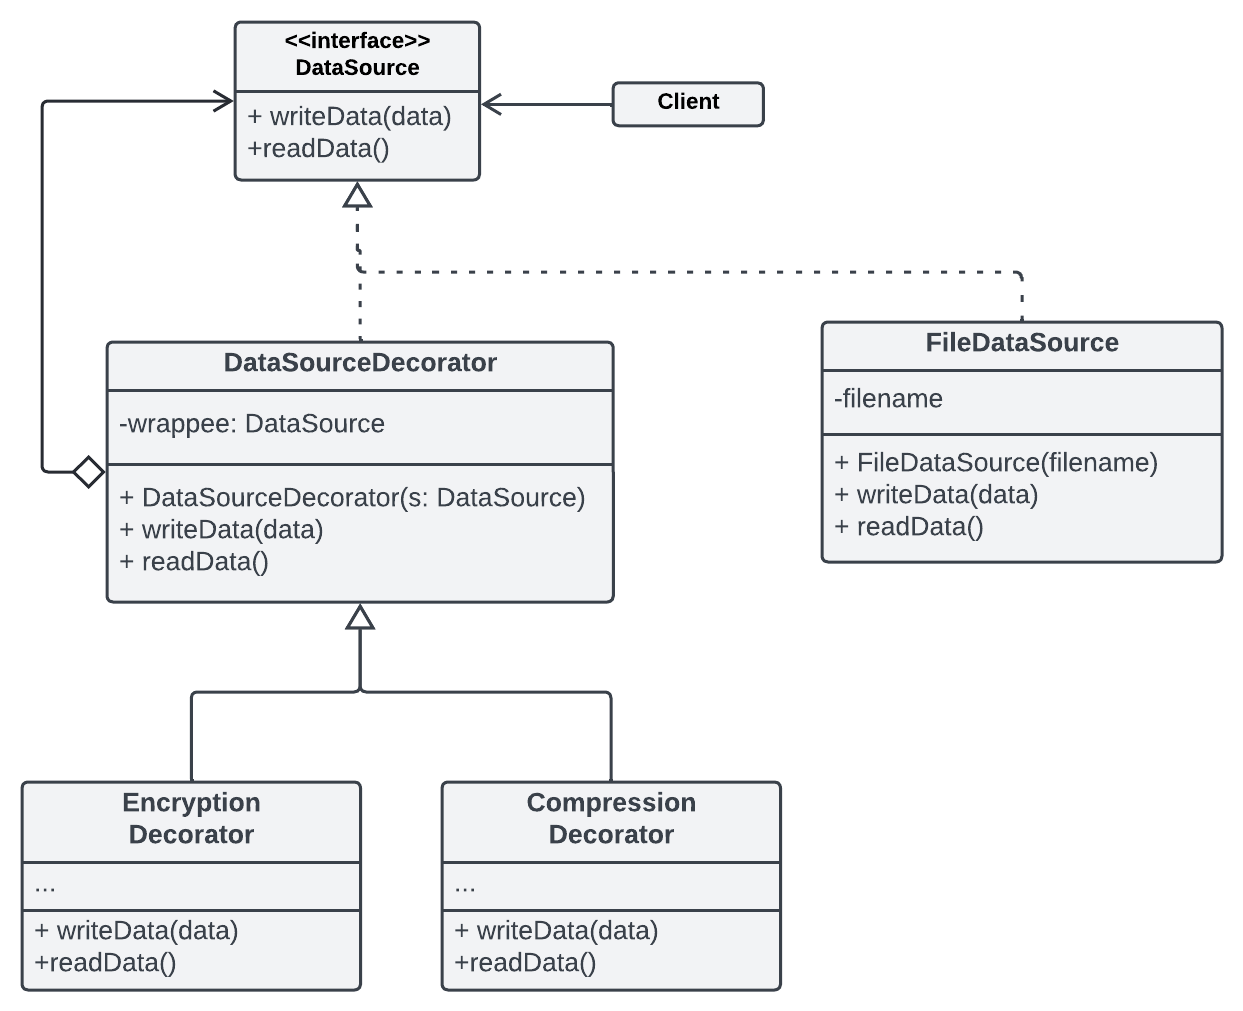 <<interface>>
DataSource
+ writeData(data)
+readData()
Client
DataSourceDecorator
-wrappee: DataSource
+ DataSourceDecorator(s: DataSource)
+ writeData(data)
+ readData()
FileDataSource
-filename
+ FileDataSource(filename)
+ writeData(data)
+ readData()
Encryption
Decorator
...
+ writeData(data)
+readData()
Compression
Decorator
...
+ writeData(data)
+readData()